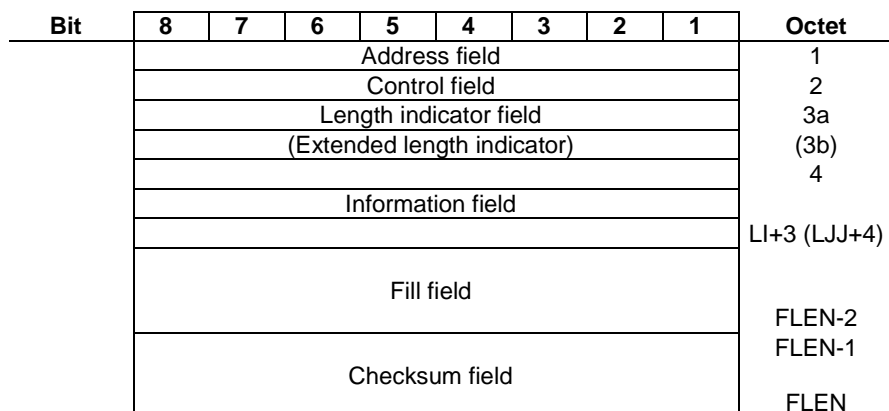 Bit 8 7 6 5 4 3 2 1 Octet
Address field 1
Control field 2
Length indicator field 3a
(Extended length indicator) (3b)
4
Information field
LI+3 (LJJ+4)
Fill field
FLEN-2
FLEN-1
Checksum field
FLEN